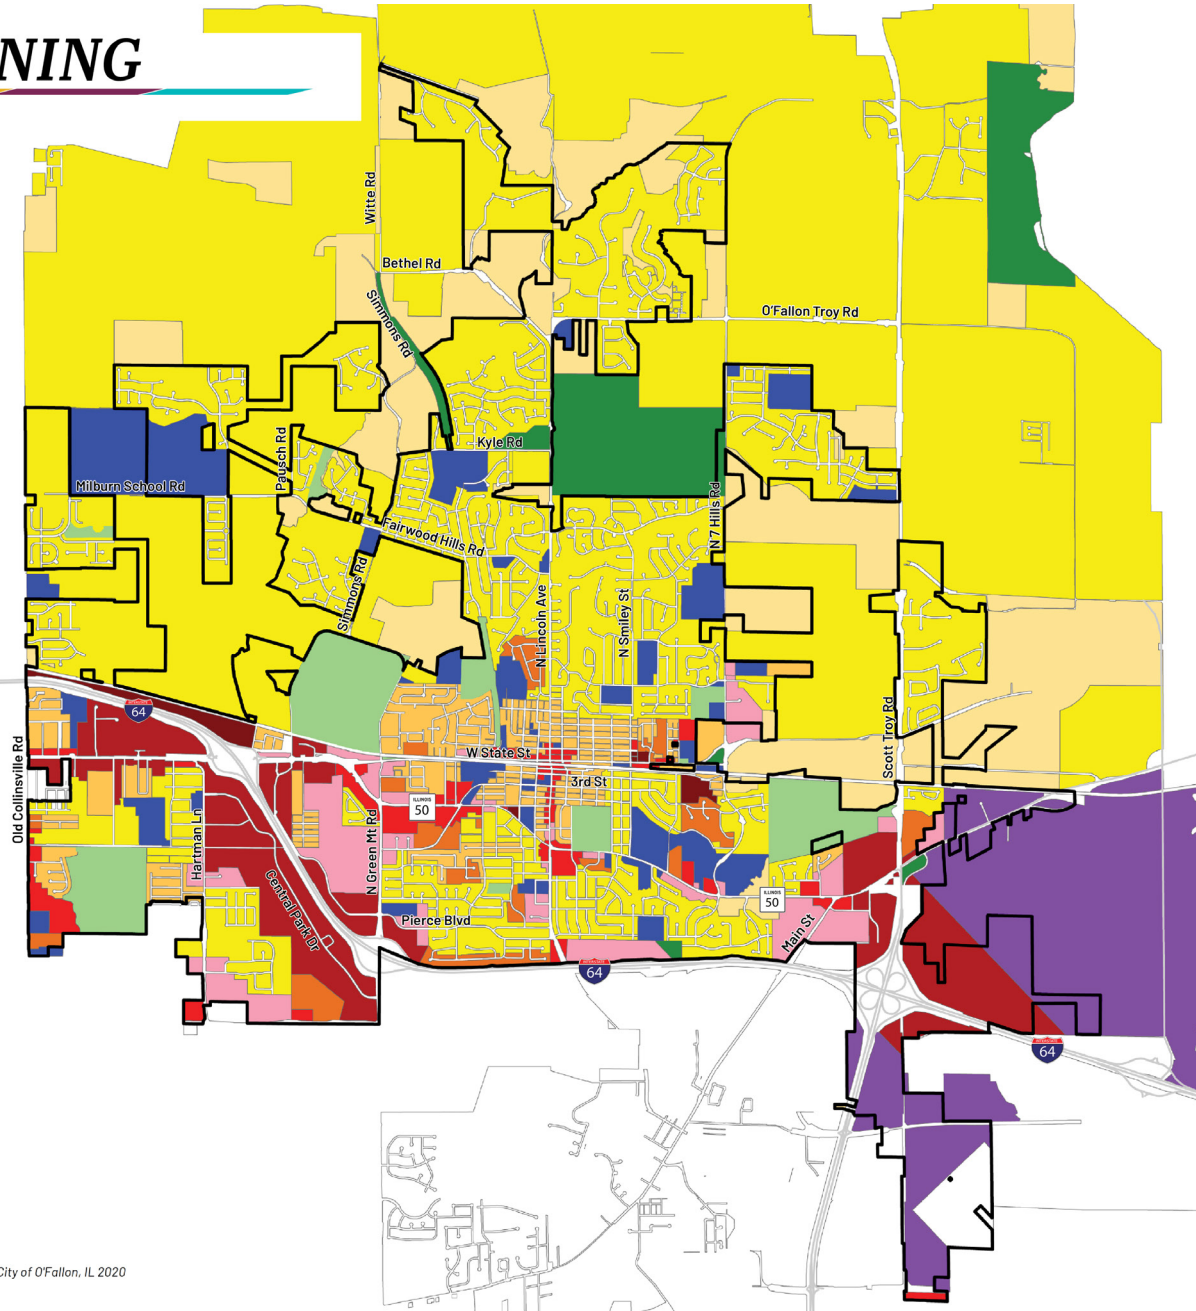 NING
Witte Rd
Bethel Rd
Simmons Rd
O'Fallon Troy Rd
Kyle Rd
Pausch Rd
Milburn School Rd
N 7 Hills Rd
Fairwood Hills Rd
Simmons Rd
N Lincoln Ave
N Smiley St
INTERSTATE
64
Old Collinsville Rd
W State St
Scott Troy Rd
3rd St
ILLINOIS
50
Hartman Ln
N Green Mt Rd
Central Park Dr
ILLINOIS
50
Pierce Blvd
Main St
INTERSTATE
64
INTERSTATE
64
City of O'Fallon, IL 2020